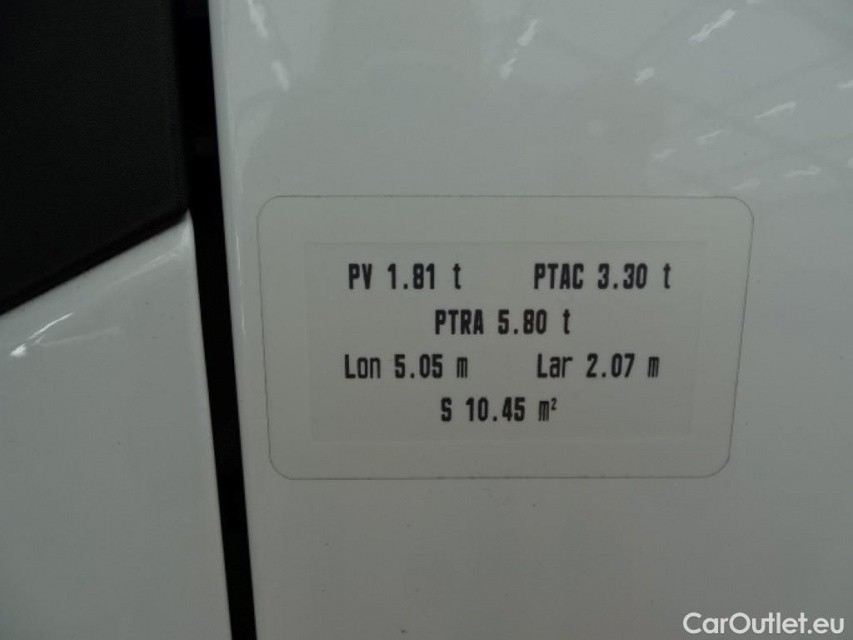 PV 1.81 t PTAC 3.30 t
PTRA 5.80 t
Lon 5.05 m Lar 2.07 m
S 10.45 m²
CarOutlet.eu